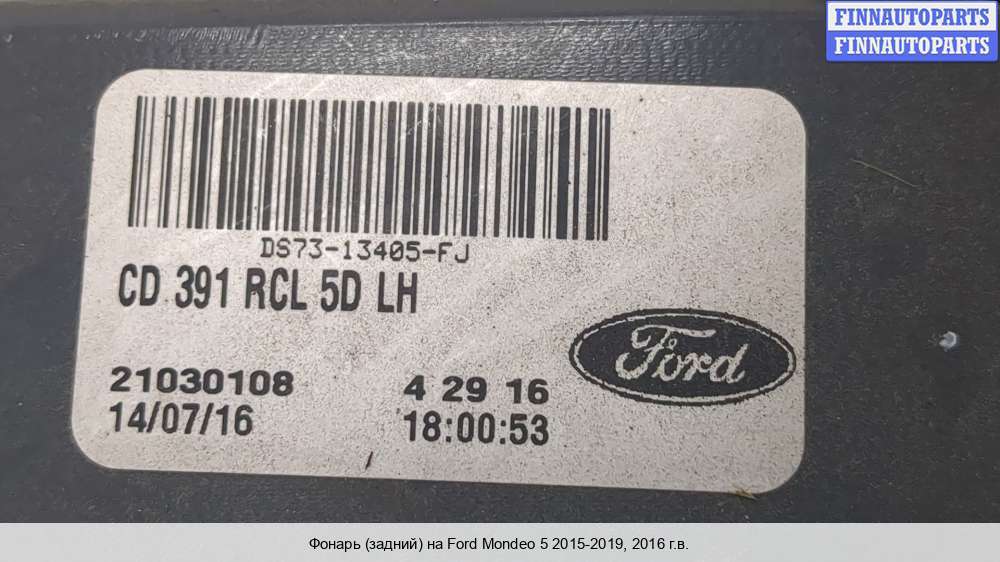 FINNAUTOPARTS
FINNAUTOPARTS
DS73-13405-FJ
CD 391 RCL 5D LH
21030108 4 29 16
14/07/16 18:00:53
Ford
Фонарь (задний) на Ford Mondeo 5 2015-2019, 2016 г.в.